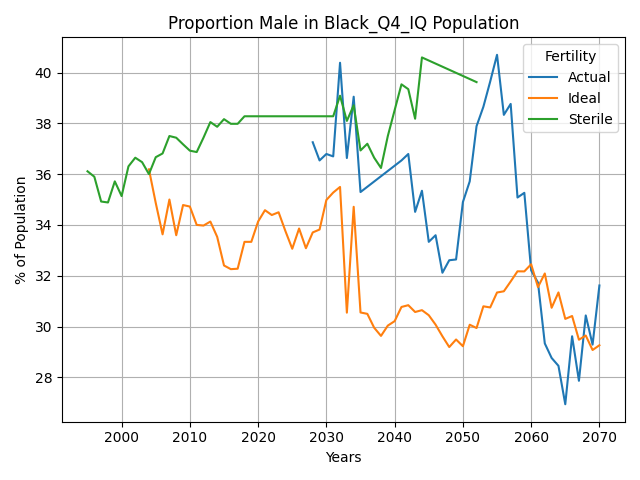 Proportion Male in Black_Q4_IQ Population
Fertility
Actual
Ideal
Sterile
% of Population
40
38
36
34
32
30
28
2000 2010 2020 2030 2040 2050 2060 2070
Years